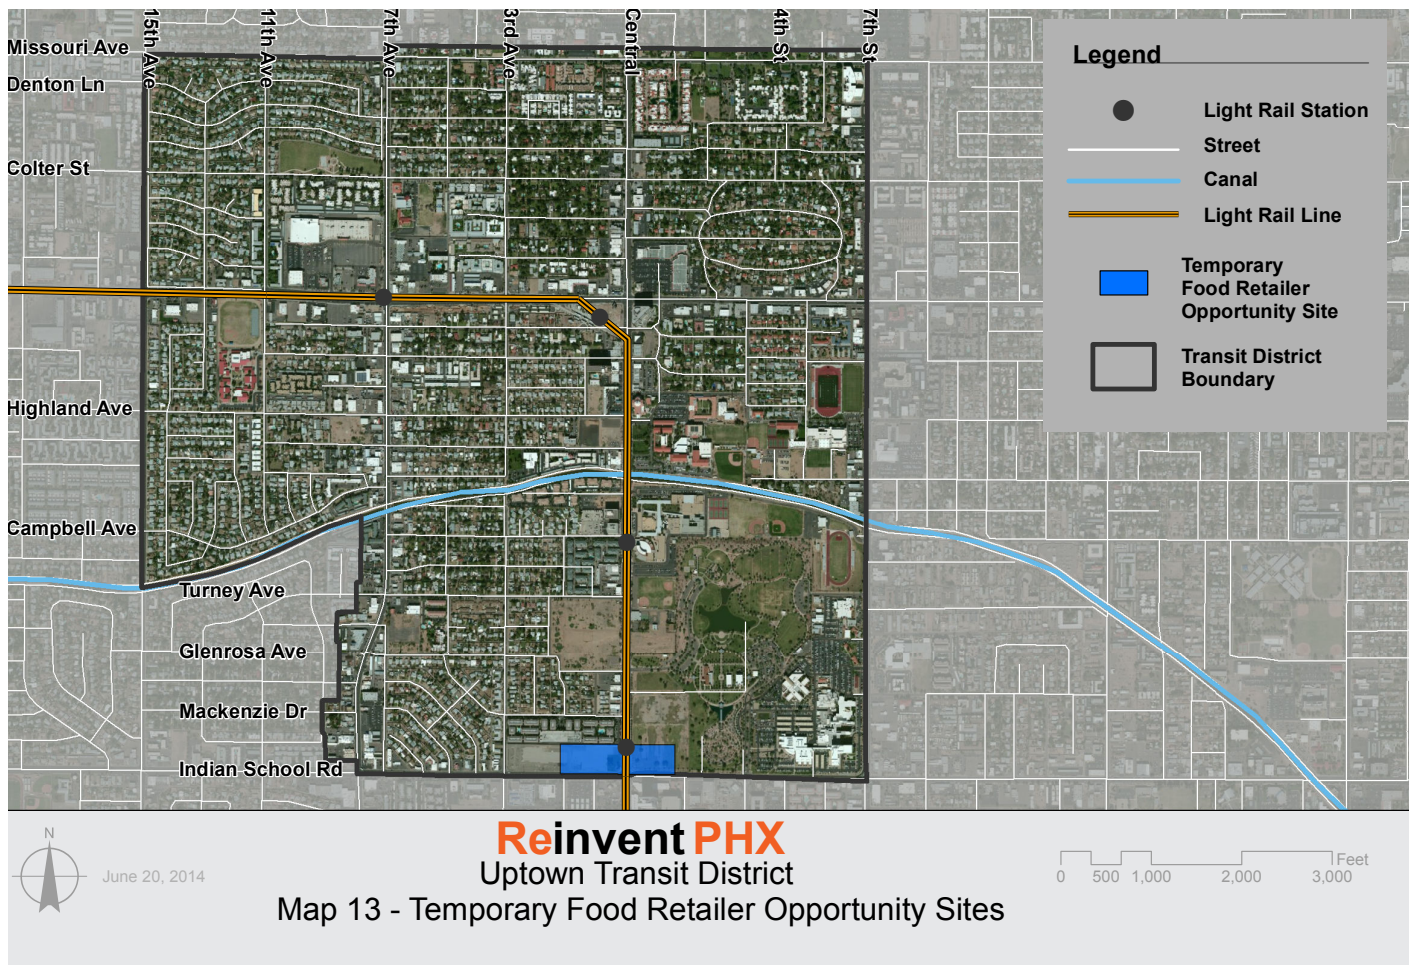 15th Ave
11th Ave
7th Ave
3rd Ave
Central
4th St
7th St
Missouri Ave
Denton Ln
Colter St
Highland Ave
Campbell Ave
Turney Ave
Glenrosa Ave
Mackenzie Dr
Indian School Rd
Legend
Light Rail Station
Street
Canal
Light Rail Line
Temporary
Food Retailer
Opportunity Site
Transit District
Boundary
N
June 20, 2014
Reinvent PHX
Uptown Transit District
Map 13 - Temporary Food Retailer Opportunity Sites
Feet
0 500 1,000 2,000 3,000